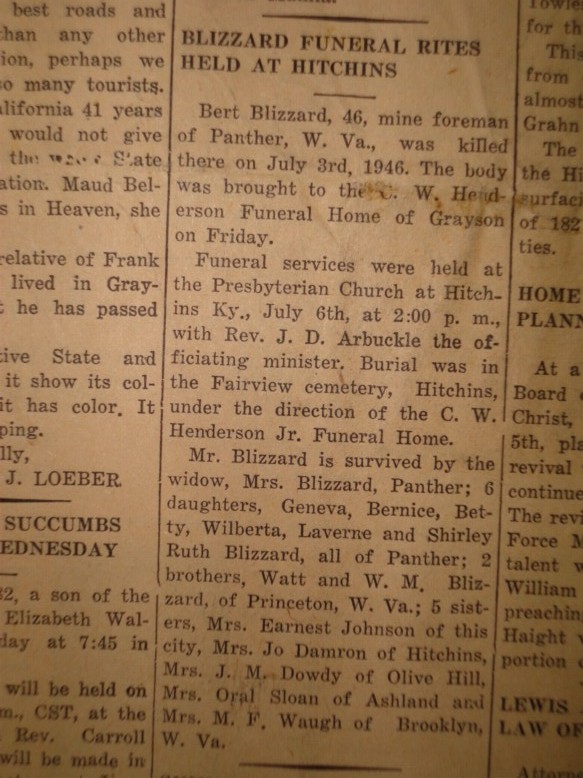 best roads and
than any other
ion, perhaps we
so many tourists.
alifornia 41 years
would not give
the State
ation. Maud Bel-
s in Heaven, she
relative of Frank
lived in Gray-
t he has passed
tive State and
it show its col-
it has color. It
ping.
lly,
J. LOEBER
SUCCUMBS
EDNESDAY
32, a son of the
Elizabeth Wal-
day at 7:45 in
will be held on
m., CST, at the
Rev. Carroll
will be made in
BLIZZARD FUNERAL RITES
HELD AT HITCHINS
Bert Blizzard, 46, mine foreman
of Panther, W. Va., was killed
there on July 3rd, 1946. The body
was brought to the C. W. Hend-
erson Funeral Home of Grayson
on Friday.
Funeral services were held at
the Presbyterian Church at Hitch-
ins Ky., July 6th, at 2:00 p. m.,
with Rev. J. D. Arbuckle the of-
ficiating minister. Burial was in
the Fairview cemetery, Hitchins,
under the direction of the C. W.
Henderson Jr. Funeral Home.
Mr. Blizzard is survived by the
widow, Mrs. Blizzard, Panther; 6
daughters, Geneva, Bernice, Bet-
ty, Wilberta, Laverne and Shirley
Ruth Blizzard, all of Panther; 2
brothers, Watt and W. M. Bliz-
zard, of Princeton, W. Va.; 5 sist-
ers, Mrs. Earnest Johnson of this
city, Mrs. Jo Damron of Hitchins,
Mrs. J. M. Dowdy of Olive Hill,
Mrs. Oral Sloan of Ashland and
Mrs. M. F. Waugh of Brooklyn,
W. Va.
for th
This
from
almost
Grahn
The
the Hi
surfaci
of 182
ties.
HOME
PLANN
At a
Board
Christ,
5th, pla
revival
continue
The revi
Force M
talent w
William
preaching
Haight v
portion
LEWIS
LAW OF